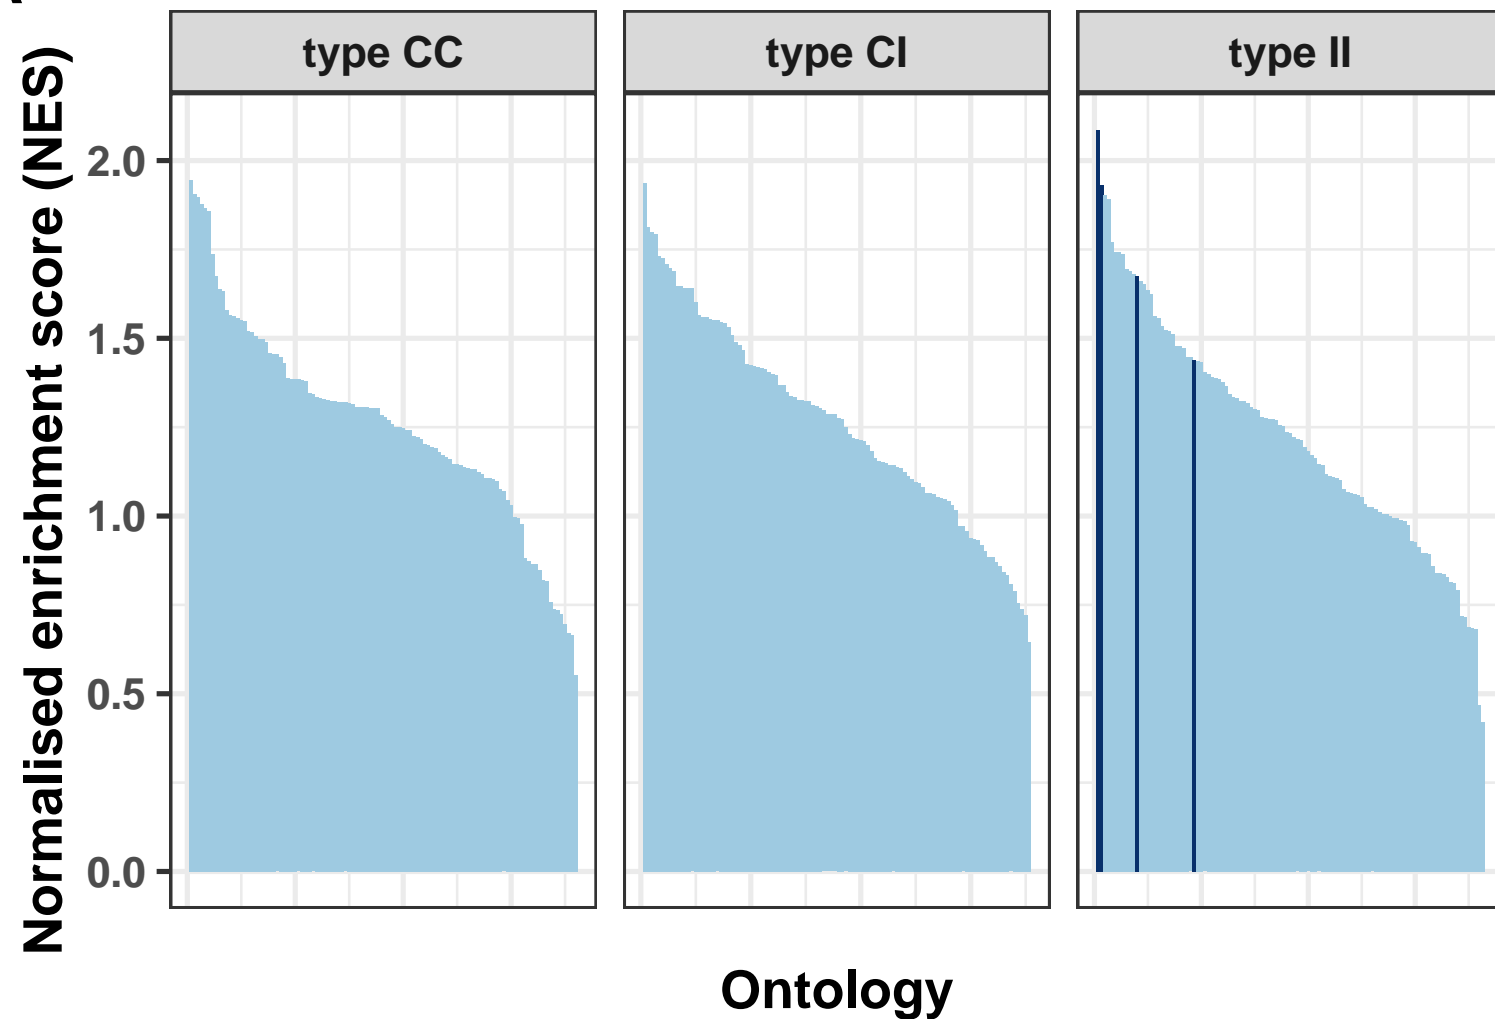 type CC
type CI
type II
Normalised enrichment score (NES)
2.0
1.5
1.0
0.5
0.0
Ontology